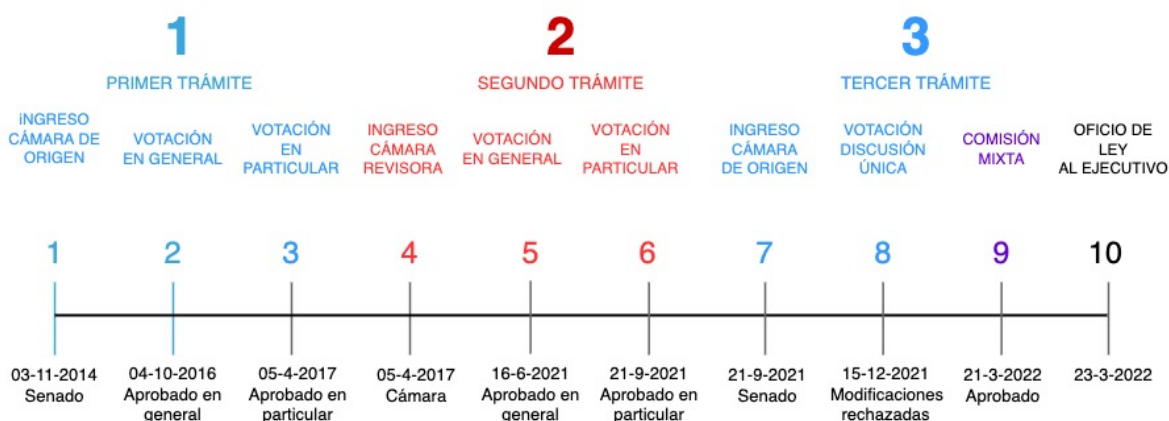 1
PRIMER TRÁMITE
2
SEGUNDO TRÁMITE
3
TERCER TRÁMITE
iNGRESO
CÁMARA DE
ORIGEN
VOTACIÓN
EN GENERAL
VOTACIÓN
EN
PARTICULAR
INGRESO
CÁMARA
REVISORA
VOTACIÓN
EN GENERAL
VOTACIÓN
EN
PARTICULAR
INGRESO
CÁMARA
DE ORIGEN
VOTACIÓN
DISCUSIÓN
ÚNICA
COMISIÓN
MIXTA
OFICIO DE
LEY
AL EJECUTIVO
1
2
3
4
5
6
7
8
9
10
03-11-2014
Senado
04-10-2016
Aprobado en
general
05-4-2017
Aprobado en
particular
05-4-2017
Cámara
16-6-2021
Aprobado en
general
21-9-2021
Aprobado en
particular
21-9-2021
Senado
15-12-2021
Modificaciones
rechazadas
21-3-2022
Aprobado
23-3-2022